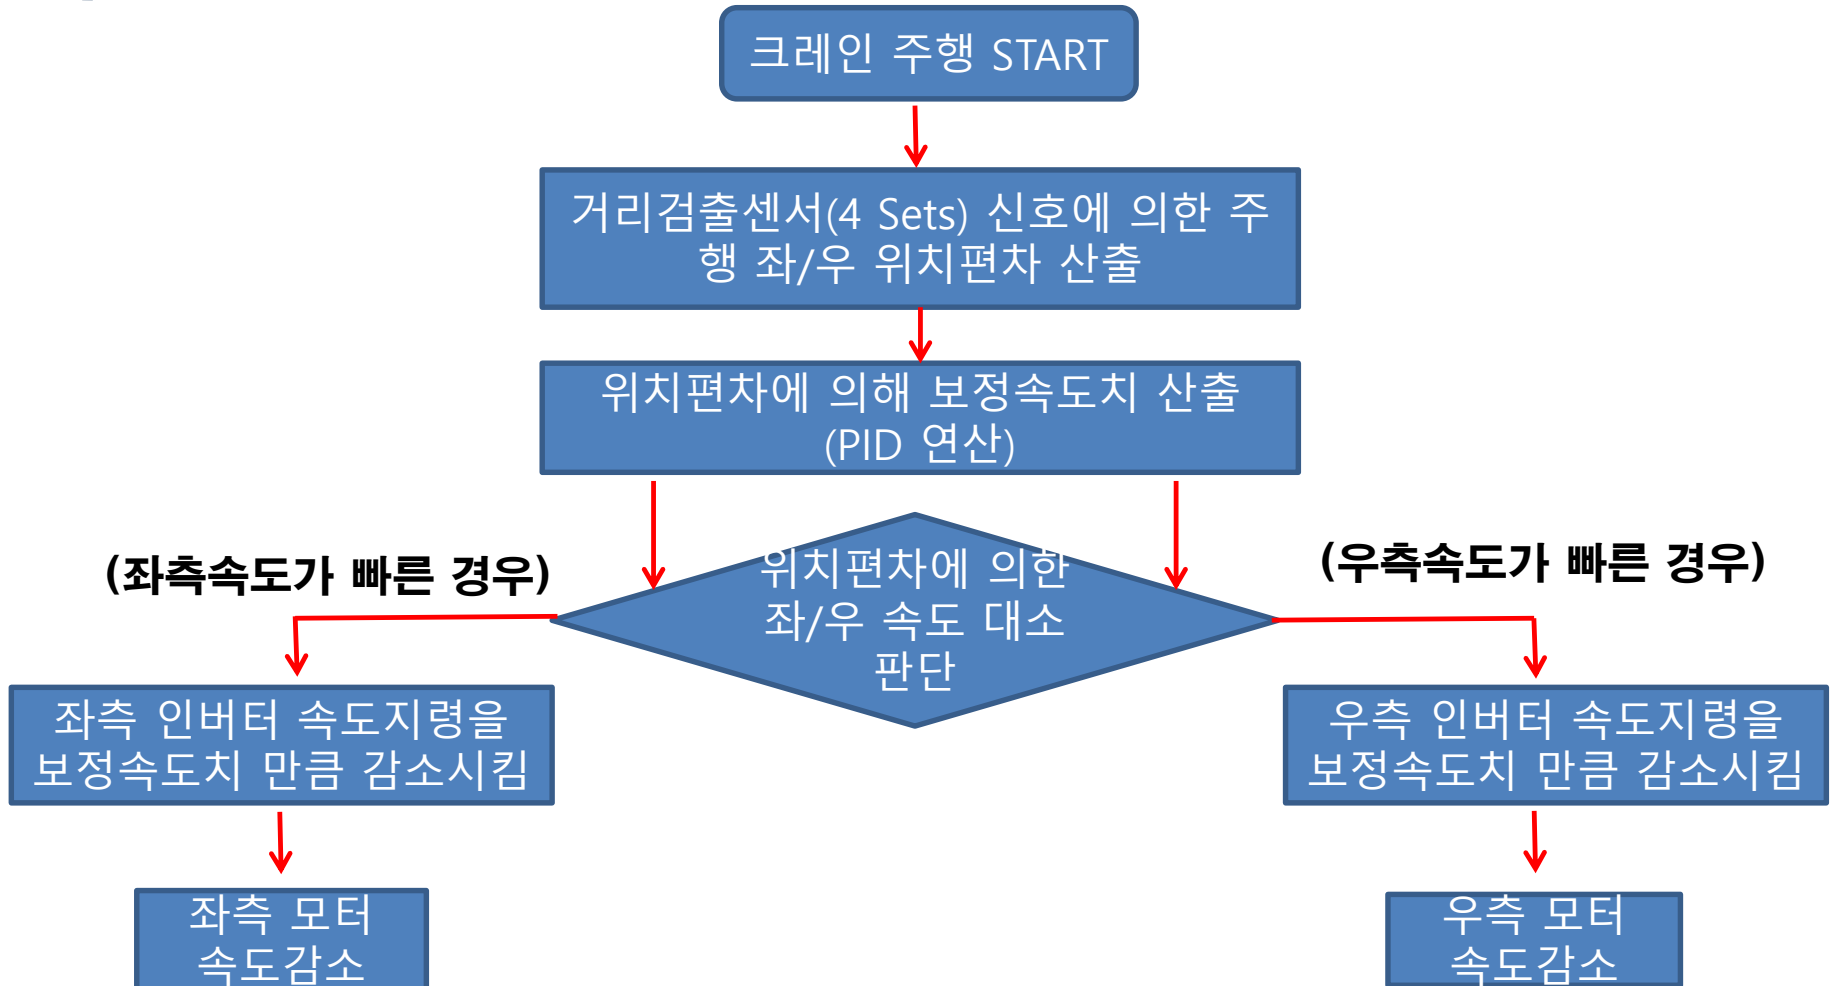 크레인 주행 START
거리검출센서(4 Sets) 신호에 의한 주
행 좌/우 위치편차 산출
위치편차에 의해 보정속도치 산출
(PID 연산)
(좌측속도가 빠른 경우)
위치편차에 의한
좌/우 속도 대소
판단
(우측속도가 빠른 경우)
좌측 인버터 속도지령을
보정속도치 만큼 감소시킴
우측 인버터 속도지령을
보정속도치 만큼 감소시킴
좌측 모터
속도감소
우측 모터
속도감소